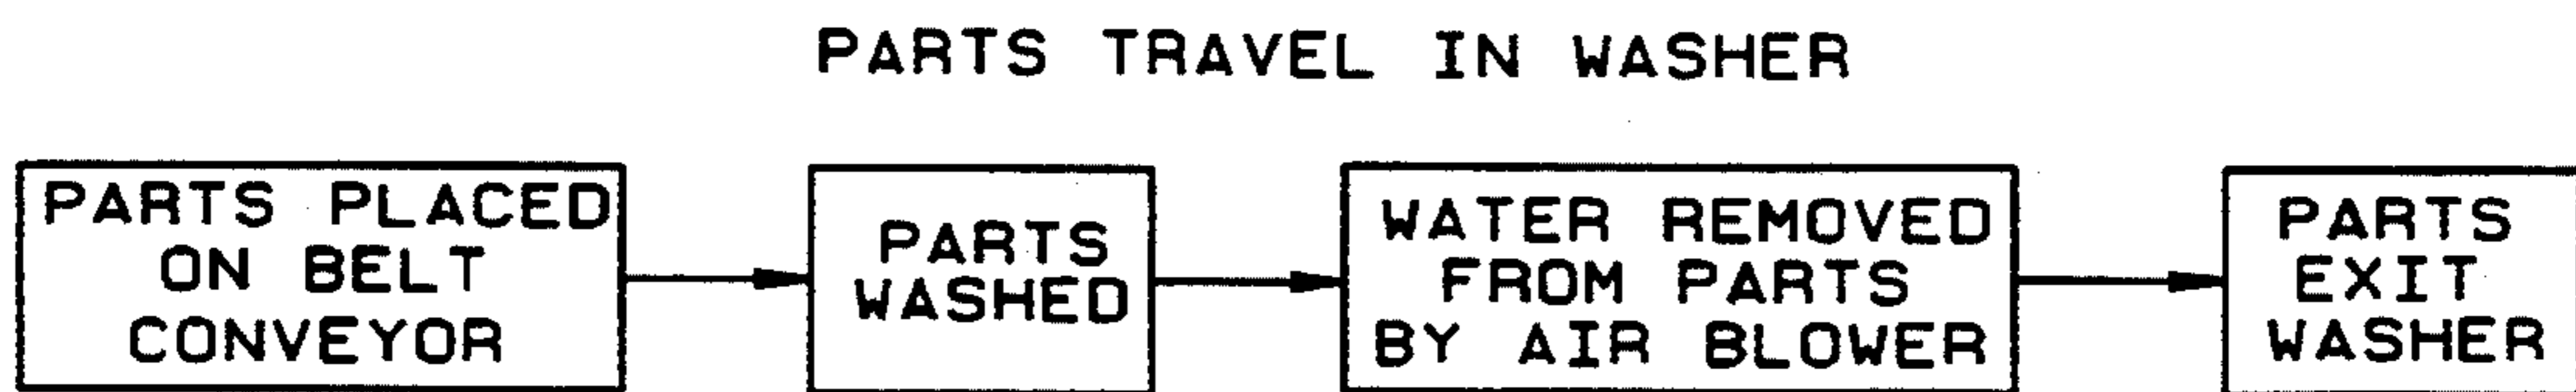 PARTS TRAVEL IN WASHER
PARTS PLACED
ON BELT
CONVEYOR
PARTS
WASHED
WATER REMOVED
FROM PARTS
BY AIR BLOWER
PARTS
EXIT
WASHER